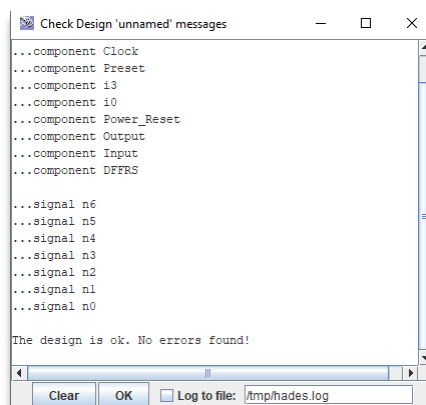 Check Design 'unnamed' messages
...component Clock
...component Preset
...component i3
...component i0
...component Power_Reset
...component Output
...component Input
...component DFFRS
...signal n6
...signal n5
...signal n4
...signal n3
...signal n2
...signal n1
...signal n0
The design is ok. No errors found!
Clear OK Log to file: /tmp/hades.log